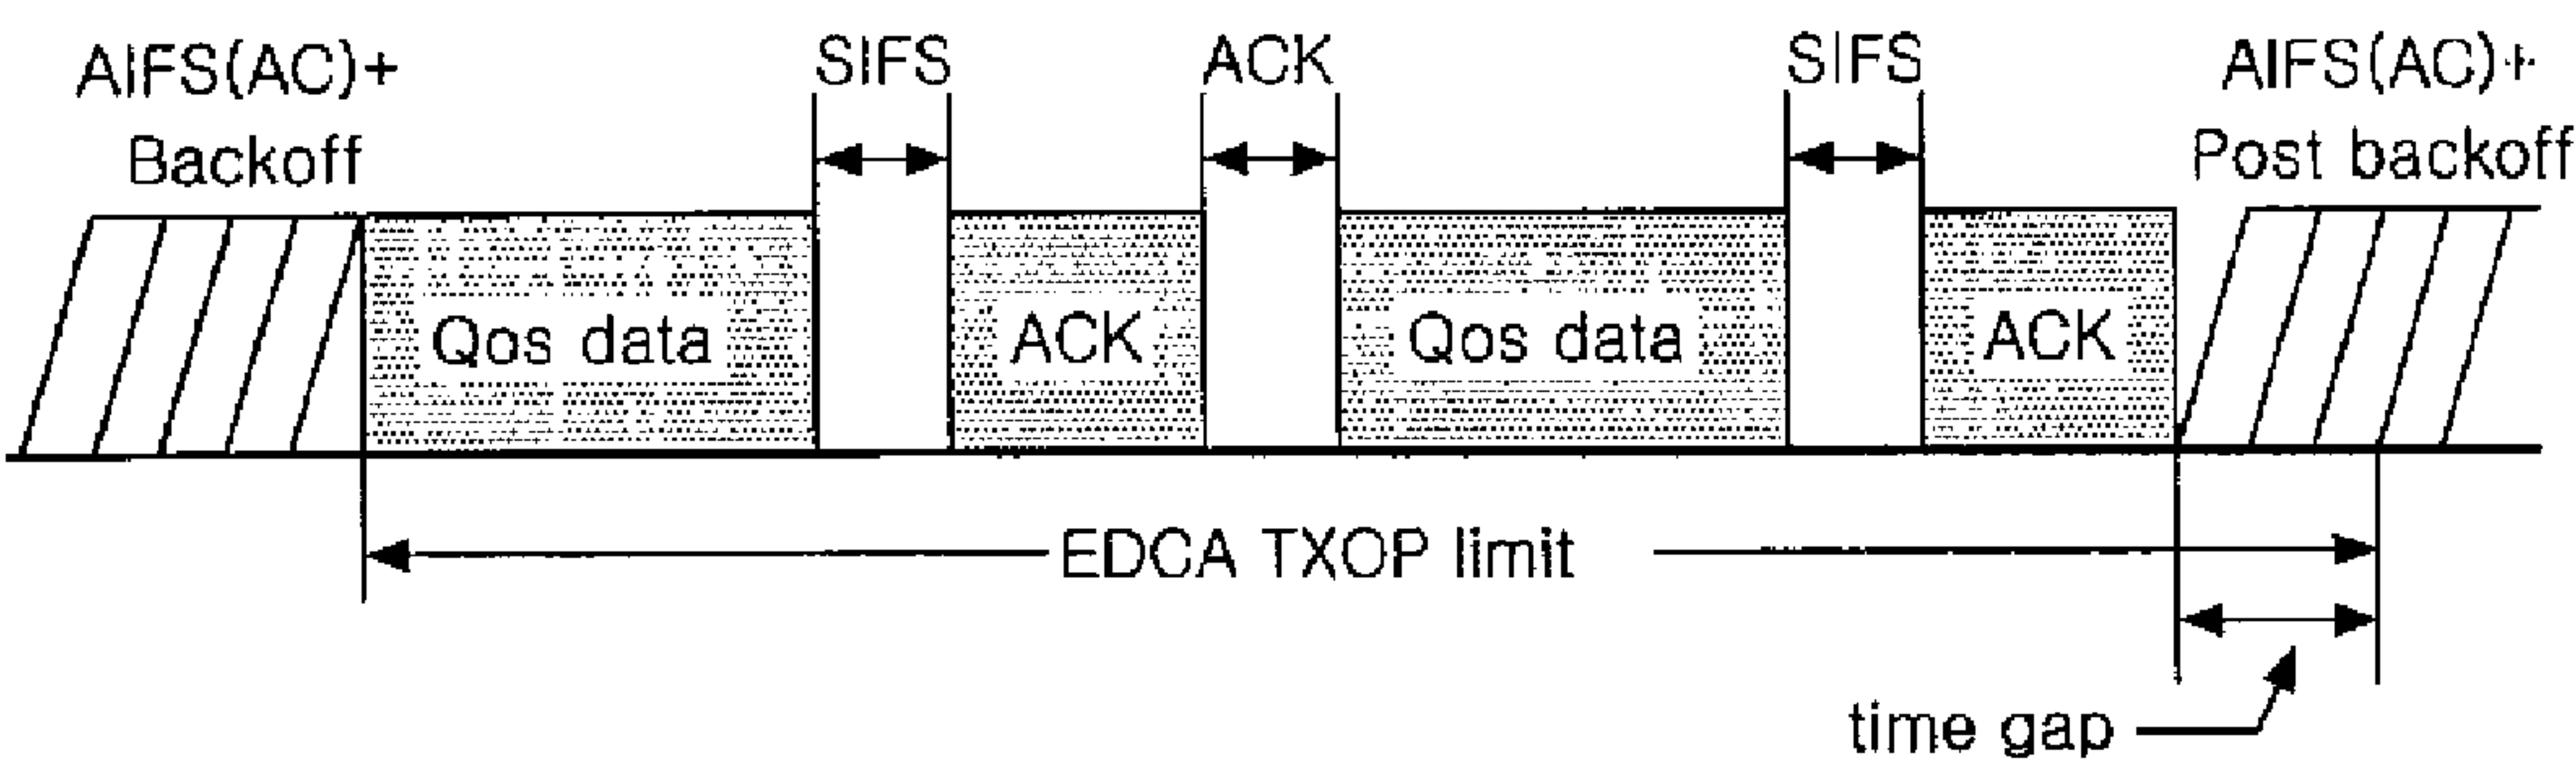 AIFS(AC)+
Backoff
SIFS
ACK
SIFS
AIFS(AC)+
Post backoff
Qos data
ACK
Qos data
ACK
EDCA TXOP limit
time gap